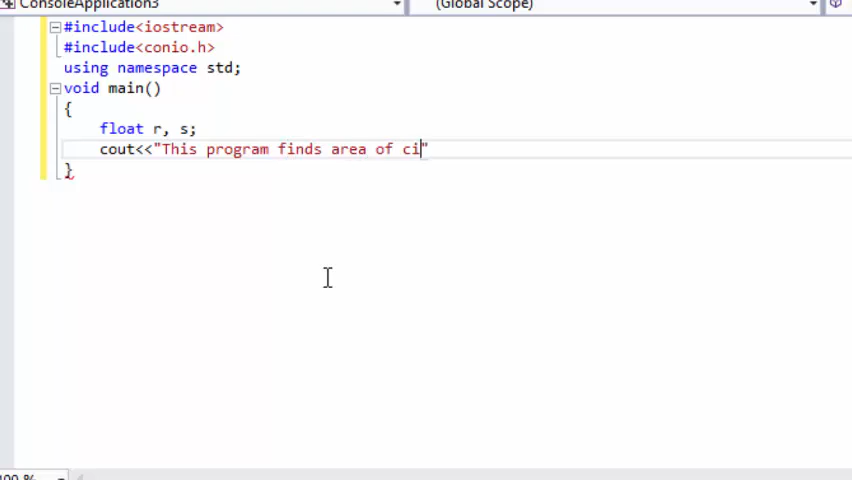 ConsoleApplication3 (Global Scope)
#include<iostream>
#include<conio.h>
using namespace std;
void main()
{
float r, s;
cout<<"This program finds area of ci"
}
100 %